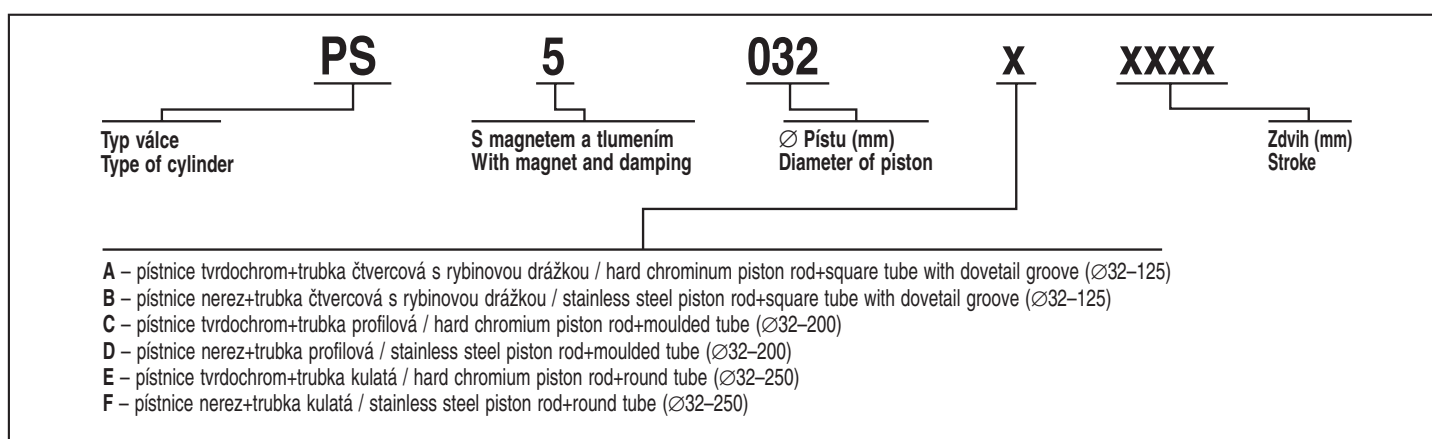 PS 5 032 x xxxx
Typ válce
Type of cylinder
S magnetem a tlumením
With magnet and damping
∅ Pístu (mm)
Diameter of piston
Zdvih (mm)
Stroke
A – pístnice tvrdochrom+trubka čtvercová s rybinovou drážkou / hard chrominum piston rod+square tube with dovetail groove (∅32–125)
B – pístnice nerez+trubka čtvercová s rybinovou drážkou / stainless steel piston rod+square tube with dovetail groove (∅32–125)
C – pístnice tvrdochrom+trubka profilová / hard chromium piston rod+moulded tube (∅32–200)
D – pístnice nerez+trubka profilová / stainless steel piston rod+moulded tube (∅32–200)
E – pístnice tvrdochrom+trubka kulatá / hard chromium piston rod+round tube (∅32–250)
F – pístnice nerez+trubka kulatá / stainless steel piston rod+round tube (∅32–250)